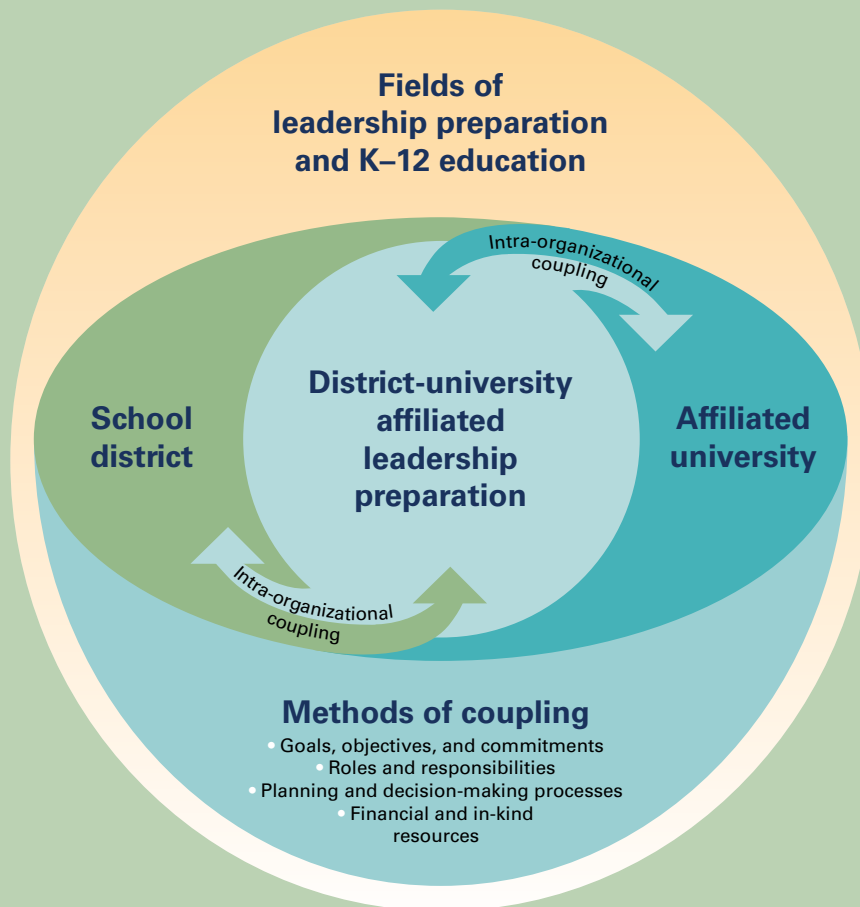 Fields of
leadership preparation
and K–12 education
Intra-organizational
coupling
School
district
District-university
affiliated
leadership
preparation
Affiliated
university
Intra-organizational
coupling
Methods of coupling
• Goals, objectives, and commitments
• Roles and responsibilities
• Planning and decision-making processes
• Financial and in-kind
resources